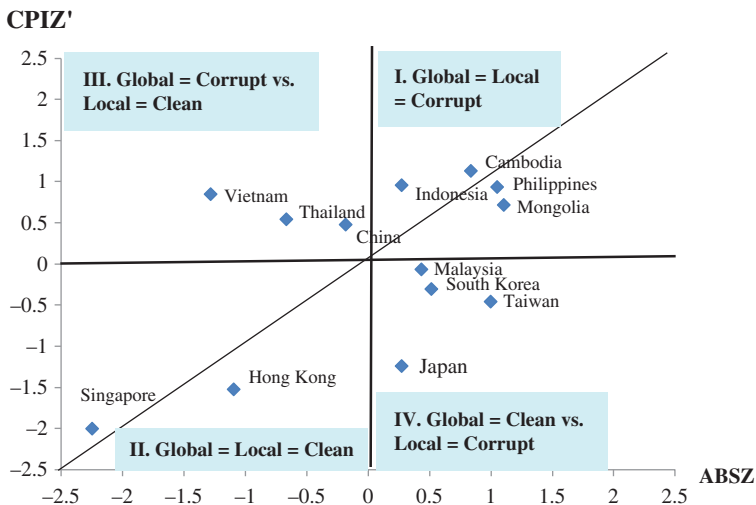 CPIZ'
2.5
III. Global = Corrupt vs.
Local = Clean
I. Global = Local
= Corrupt
2
1.5
Cambodia
1
Vietnam
Indonesia
Philippines
Mongolia
Thailand
0.5
China
0
Malaysia
South Korea
−0.5
Taiwan
−1
Japan
Hong Kong
−1.5
Singapore
IV. Global = Clean vs.
Local = Corrupt
−2
II. Global = Local = Clean
−2.5
ABSZ
−2.5 −2 −1.5 −1 −0.5 0 0.5 1 1.5 2 2.5